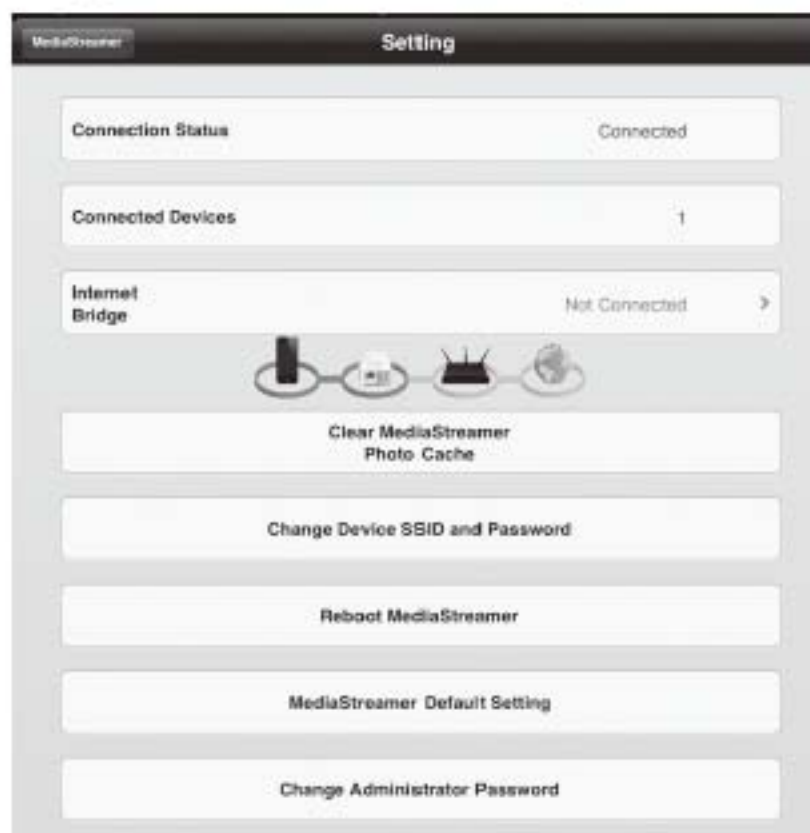 MediaStreamer
Setting
Connection Status
Connected
Connected Devices
1
Internet
Bridge
Not Connected
>
Clear MediaStreamer
Photo Cache
Change Device SSID and Password
Reboot MediaStreamer
MediaStreamer Default Setting
Change Administrator Password